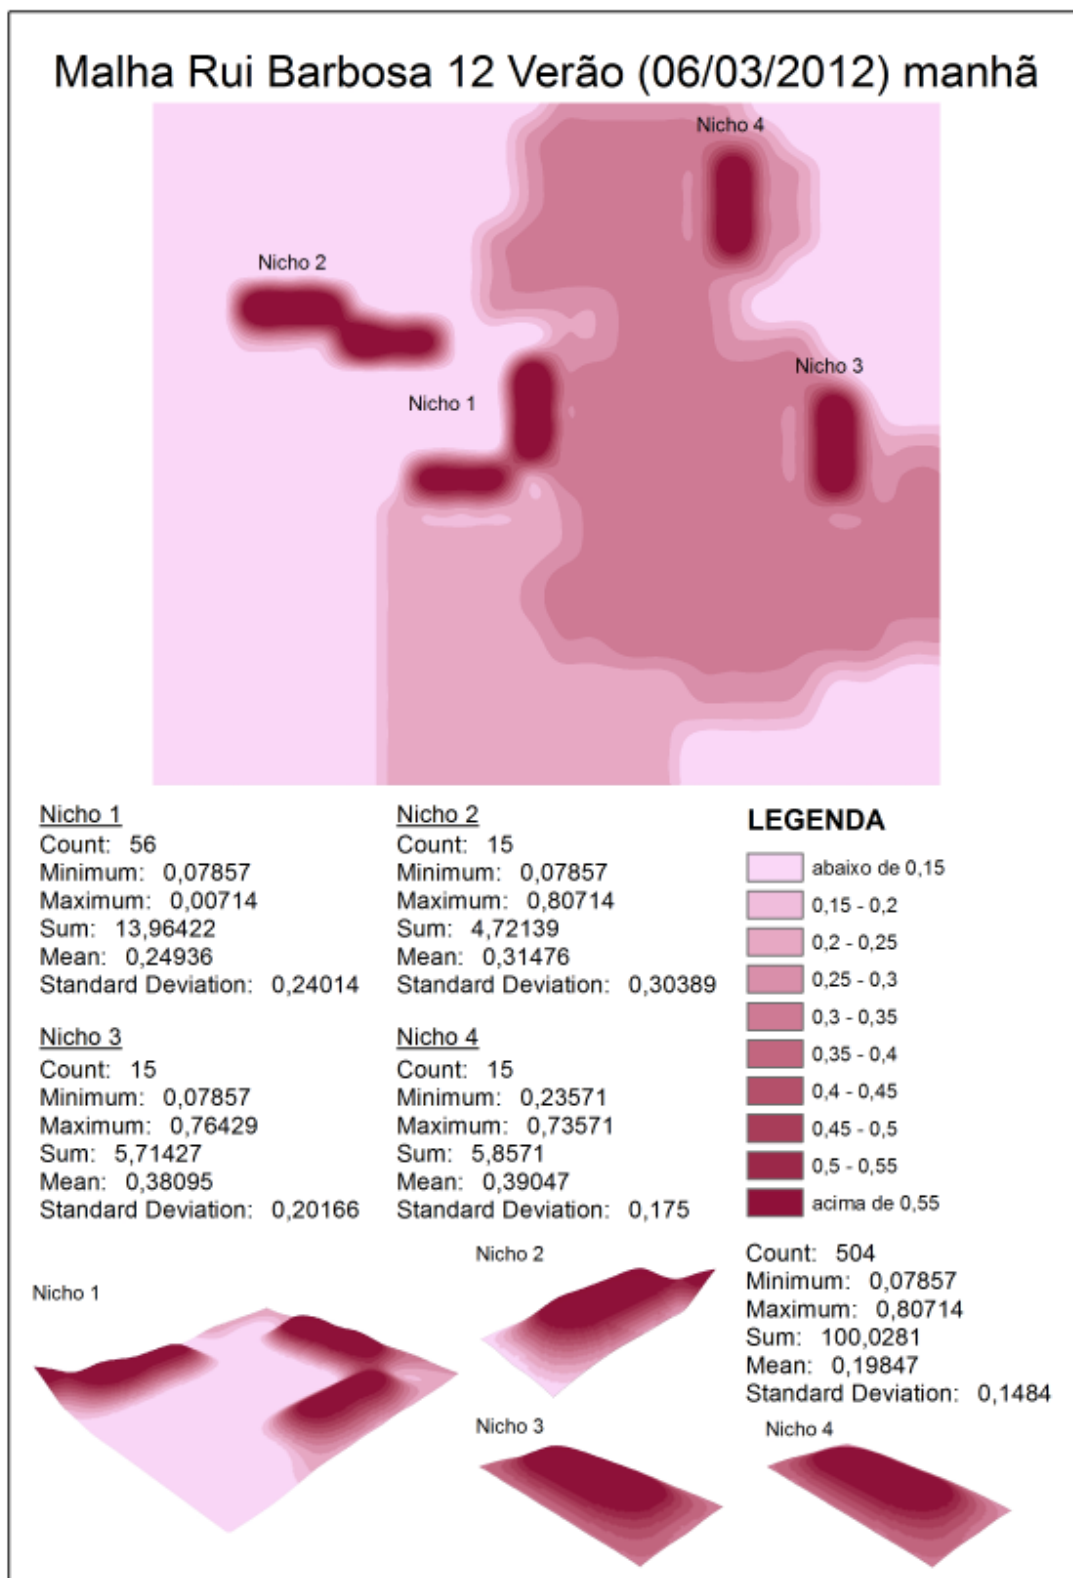 Malha Rui Barbosa 12 Verão (06/03/2012) manhã
Nicho 4
Nicho 2
Nicho 3
Nicho 1
Nicho 1
Count: 56
Minimum: 0,07857
Maximum: 0,00714
Sum: 13,96422
Mean: 0,24936
Standard Deviation: 0,24014
Nicho 2
Count: 15
Minimum: 0,07857
Maximum: 0,80714
Sum: 4,72139
Mean: 0,31476
Standard Deviation: 0,30389
Nicho 3
Count: 15
Minimum: 0,07857
Maximum: 0,76429
Sum: 5,71427
Mean: 0,38095
Standard Deviation: 0,20166
Nicho 4
Count: 15
Minimum: 0,23571
Maximum: 0,73571
Sum: 5,8571
Mean: 0,39047
Standard Deviation: 0,175
LEGENDA
abaixo de 0,15
0,15 - 0,2
0,2 - 0,25
0,25 - 0,3
0,3 - 0,35
0,35 - 0,4
0,4 - 0,45
0,45 - 0,5
0,5 - 0,55
acima de 0,55
Count: 504
Minimum: 0,07857
Maximum: 0,80714
Sum: 100,0281
Mean: 0,19847
Standard Deviation: 0,1484
Nicho 1
Nicho 2
Nicho 3
Nicho 4